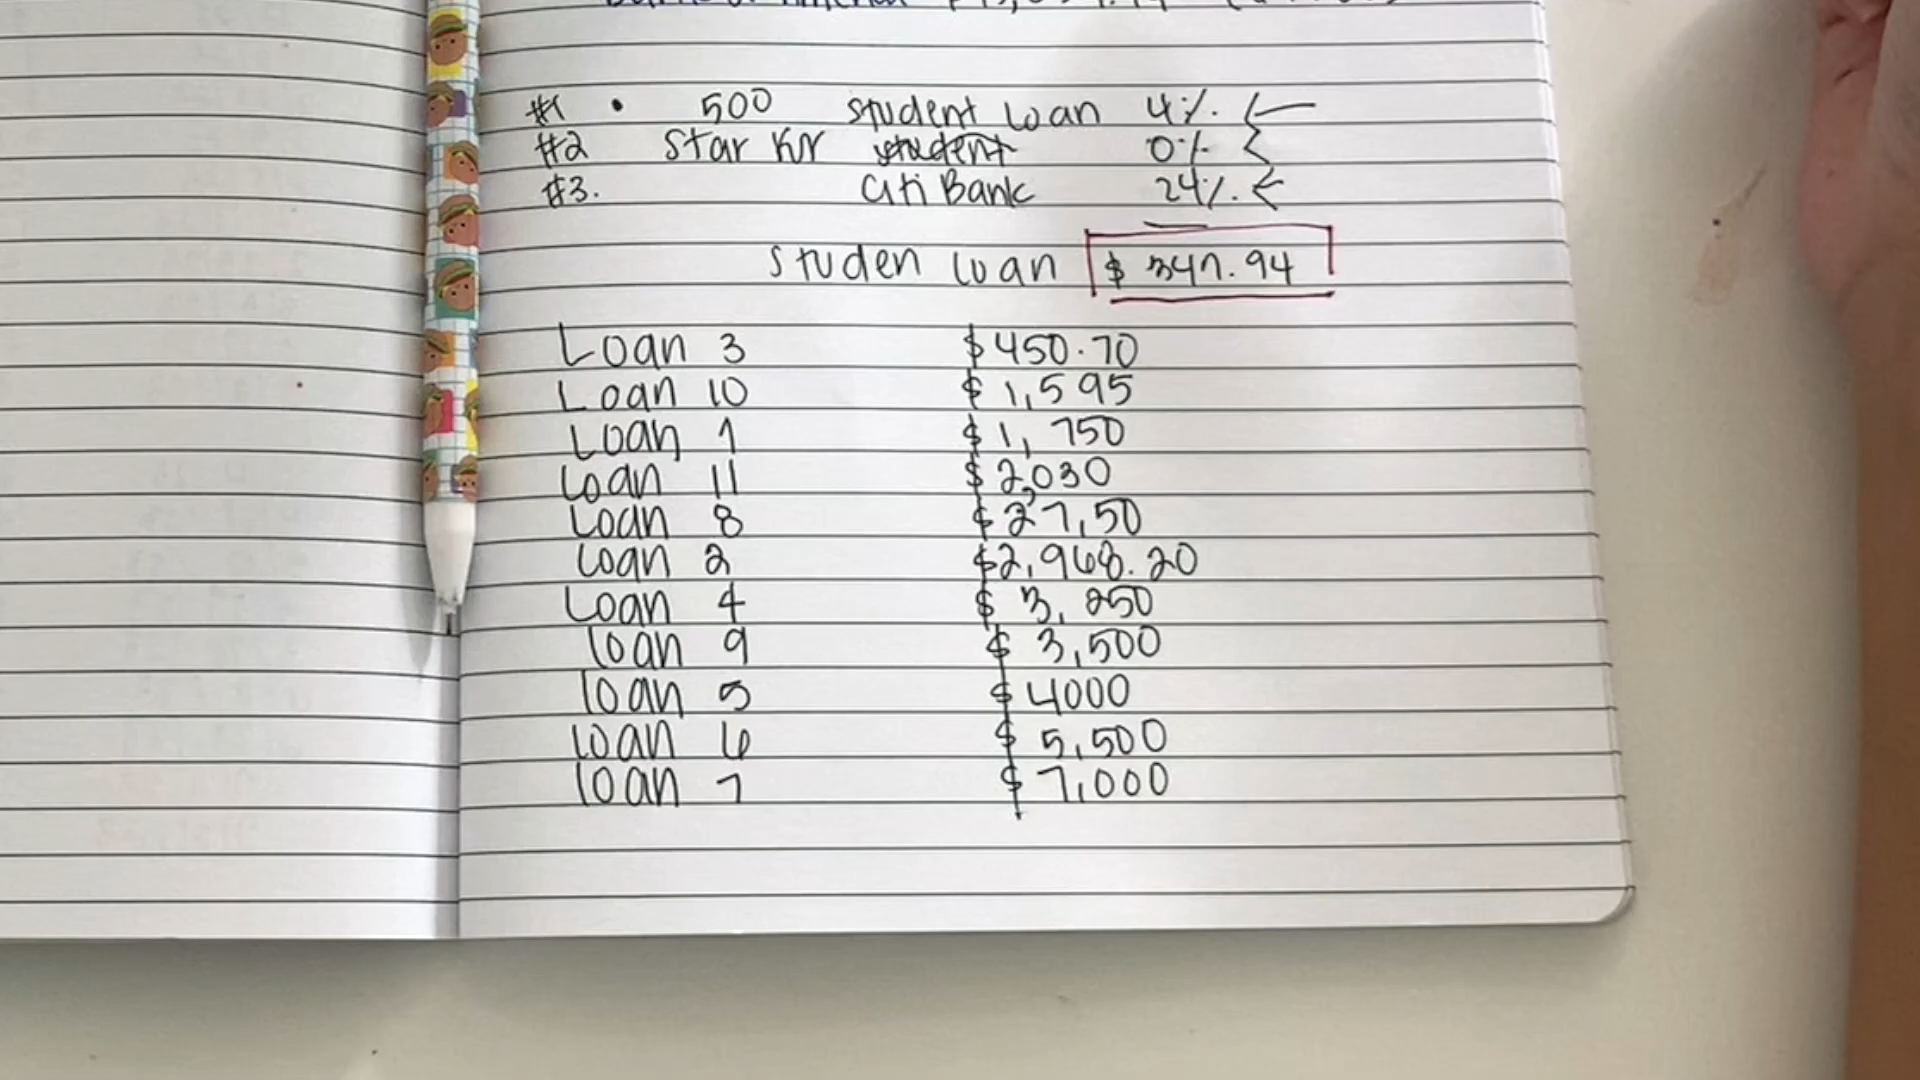 #1 • 500 student loan 4%. ←
#2 Star Kr student 0%
#3. Citi Bank 24%. ←
studen loan $ 347.94
Loan 3 $450.70
Loan 10 $ 1,595
Loan 1 $ 1, 750
Loan 11 $ 2,030
Loan 8 $ 27,50
Loan 2 $2,968.20
Loan 4 $ 3, 250
loan 9 $ 3,500
loan 5 $ 4000
loan 6 $ 5,500
loan 7 $ 7,000